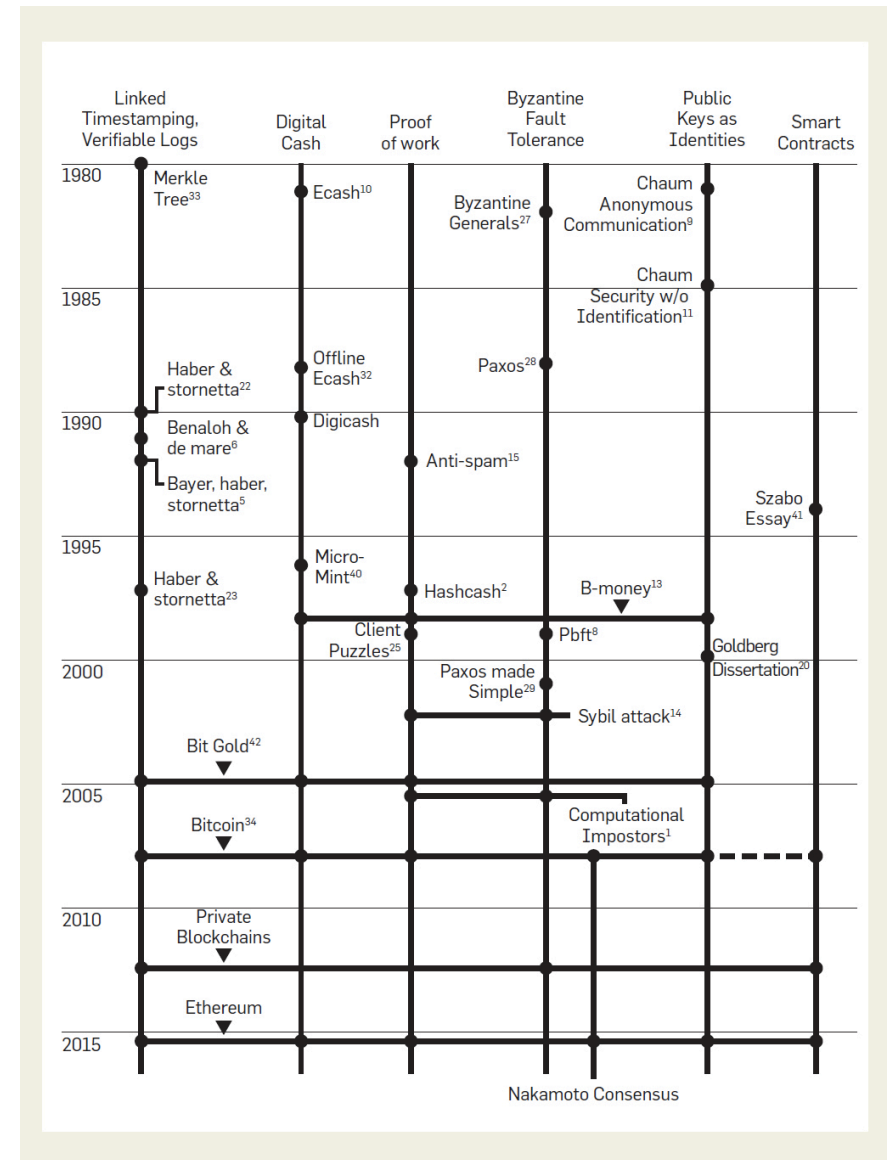 Linked
Timestamping,
Verifiable Logs
Digital
Cash
Proof
of work
Byzantine
Fault
Tolerance
Public
Keys as
Identities
Smart
Contracts
1980
Merkle
Tree33
Ecash10
Byzantine
Generals27
Chaum
Anonymous
Communication9
1985
Chaum
Security w/o
Identification11
Haber &
stornetta22
Offline
Ecash32
Paxos28
1990
Digicash
Benaloh &
de mare6
Anti-spam15
Bayer, haber,
stornetta5
Szabo
Essay41
1995
Micro-
Mint40
Haber &
stornetta23
Hashcash2
B-money13
Client
Puzzles25
Pbft8
Goldberg
Dissertation20
2000
Paxos made
Simple29
Sybil attack14
Bit Gold42
2005
Computational
Impostors1
Bitcoin34
2010
Private
Blockchains
Ethereum
2015
Nakamoto Consensus